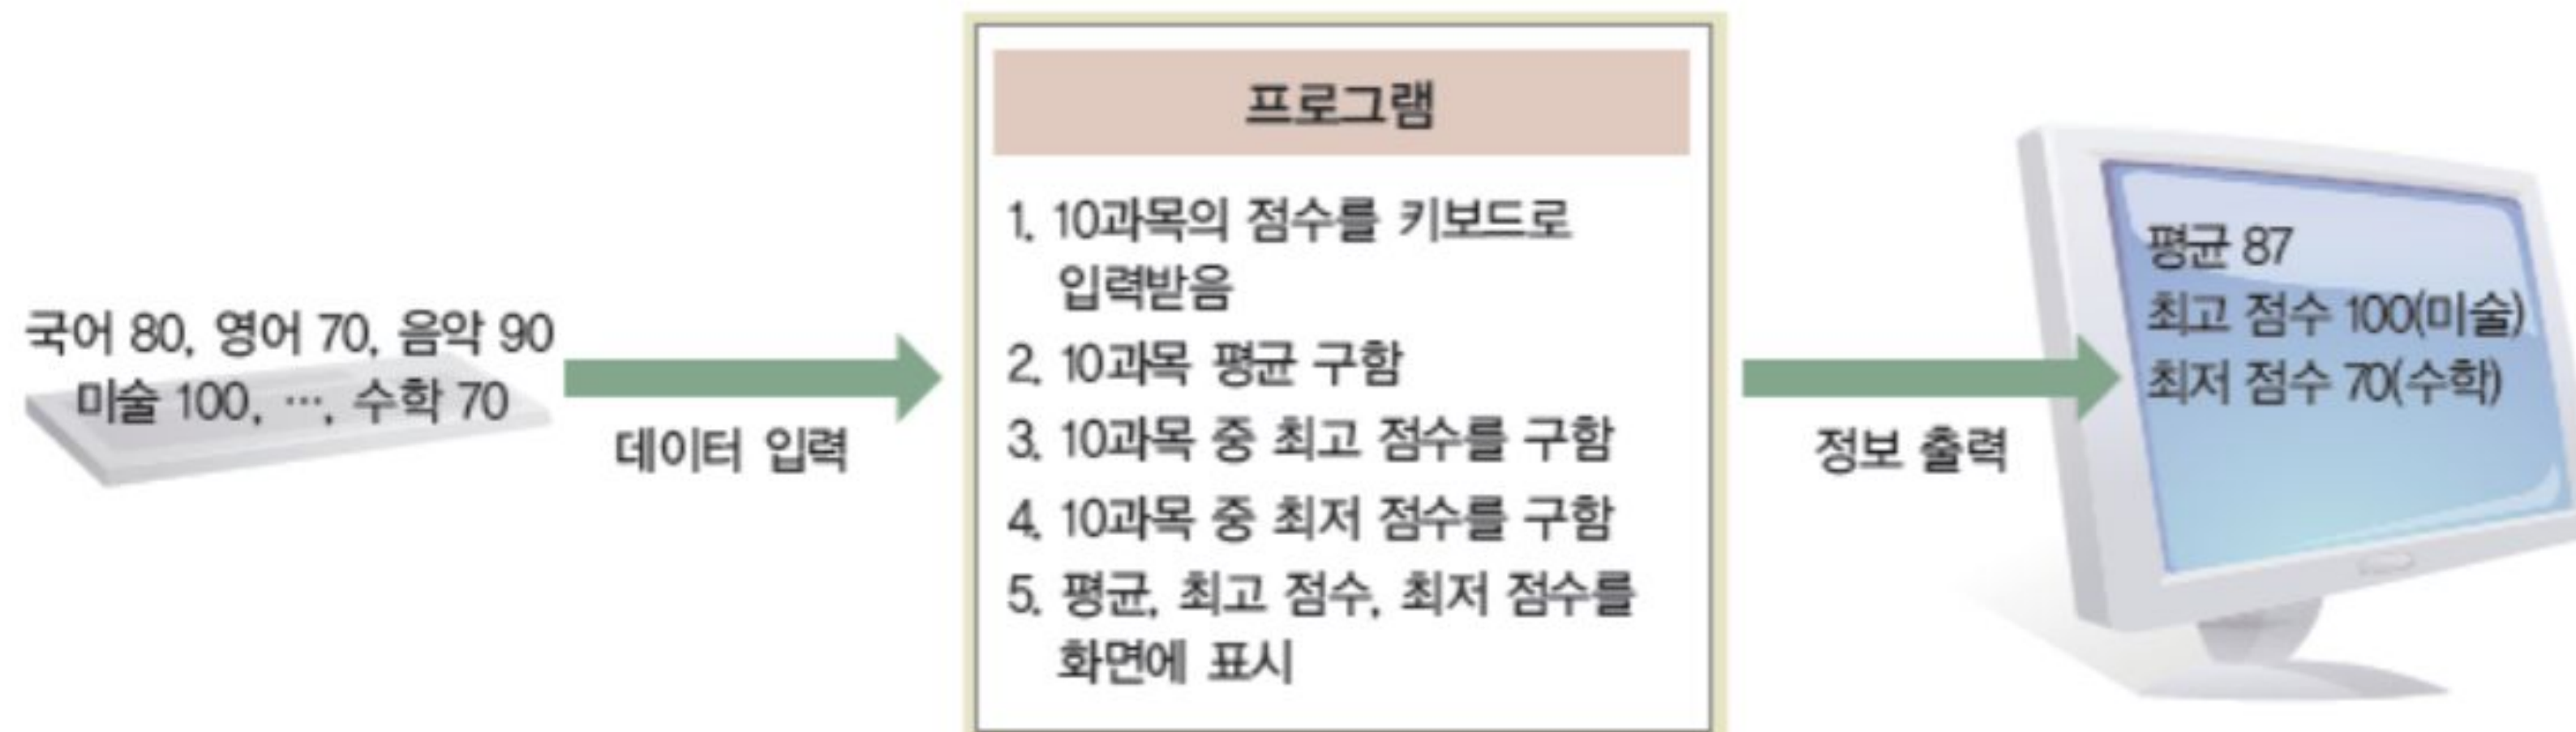 국어 80, 영어 70, 음악 90
미술 100, …, 수학 70
데이터 입력
프로그램
1. 10과목의 점수를 키보드로
입력받음
2. 10과목 평균 구함
3. 10과목 중 최고 점수를 구함
4. 10과목 중 최저 점수를 구함
5. 평균, 최고 점수, 최저 점수를
화면에 표시
정보 출력
평균 87
최고 점수 100(미술)
최저 점수 70(수학)